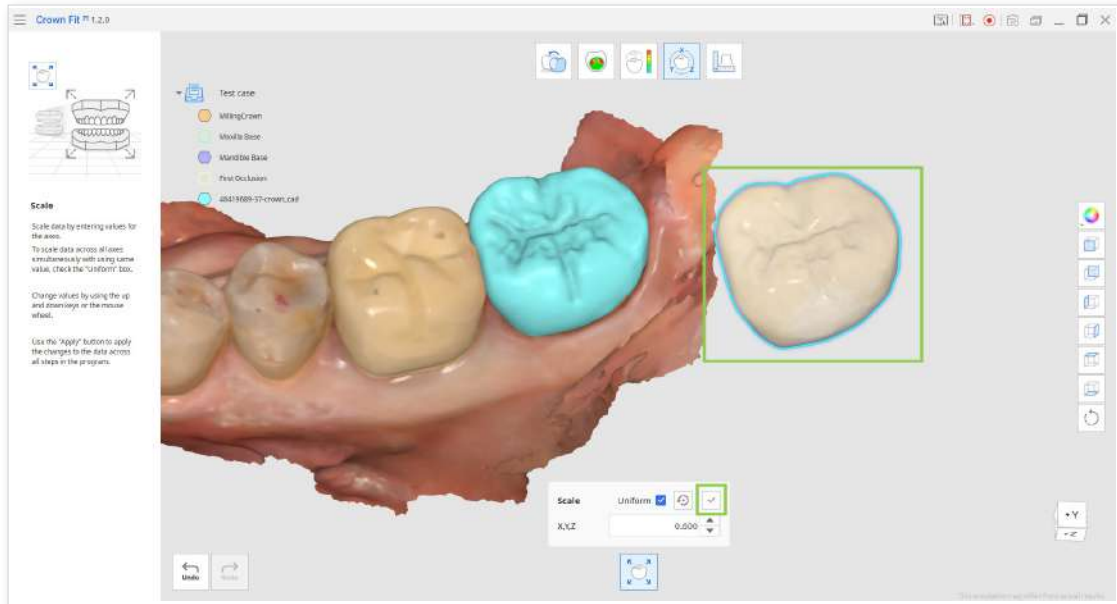 Crown Fit 1.2.0
Scale
Scale data by entering values for
the axes.
To scale data across all axes
simultaneously with using same
value, check the "Uniform" box.
Change values by using the up
and down keys or the mouse
wheel.
Use the "Apply" button to apply
the changes to the data across
all steps in the program.
Test case
MillingCrown
Maxilla Base
Mandible Base
First Occlusion
Scale Uniform
X,Y,Z
Undo
+Y
-Z